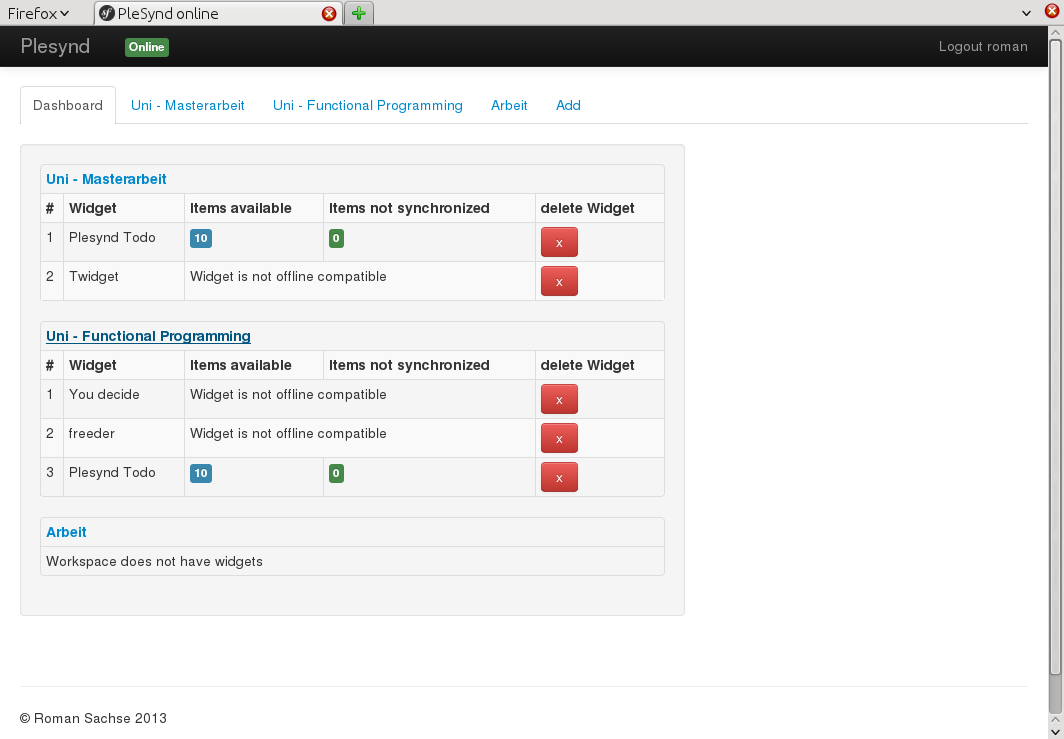 Firefox
sf PleSynd online
Plesynd Online Logout roman
Dashboard Uni - Masterarbeit Uni - Functional Programming Arbeit Add
Uni - Masterarbeit
# Widget Items available Items not synchronized delete Widget
1 Plesynd Todo 10 0 x
2 Twidget Widget is not offline compatible x
Uni - Functional Programming
# Widget Items available Items not synchronized delete Widget
1 You decide Widget is not offline compatible x
2 freeder Widget is not offline compatible x
3 Plesynd Todo 10 0 x
Arbeit
Workspace does not have widgets
© Roman Sachse 2013